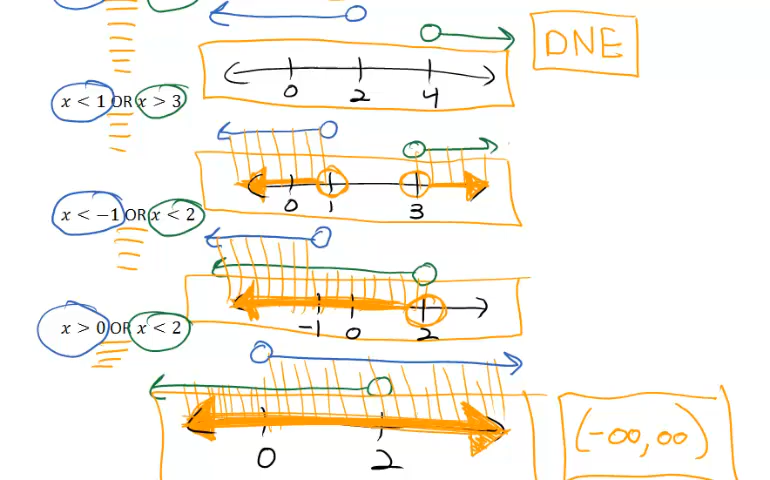 DNE
0 2 4
x < 1 OR x > 3
0 1 3
x < −1 OR x < 2
-1 0 2
x > 0 OR x < 2
0 2
(-∞, ∞)